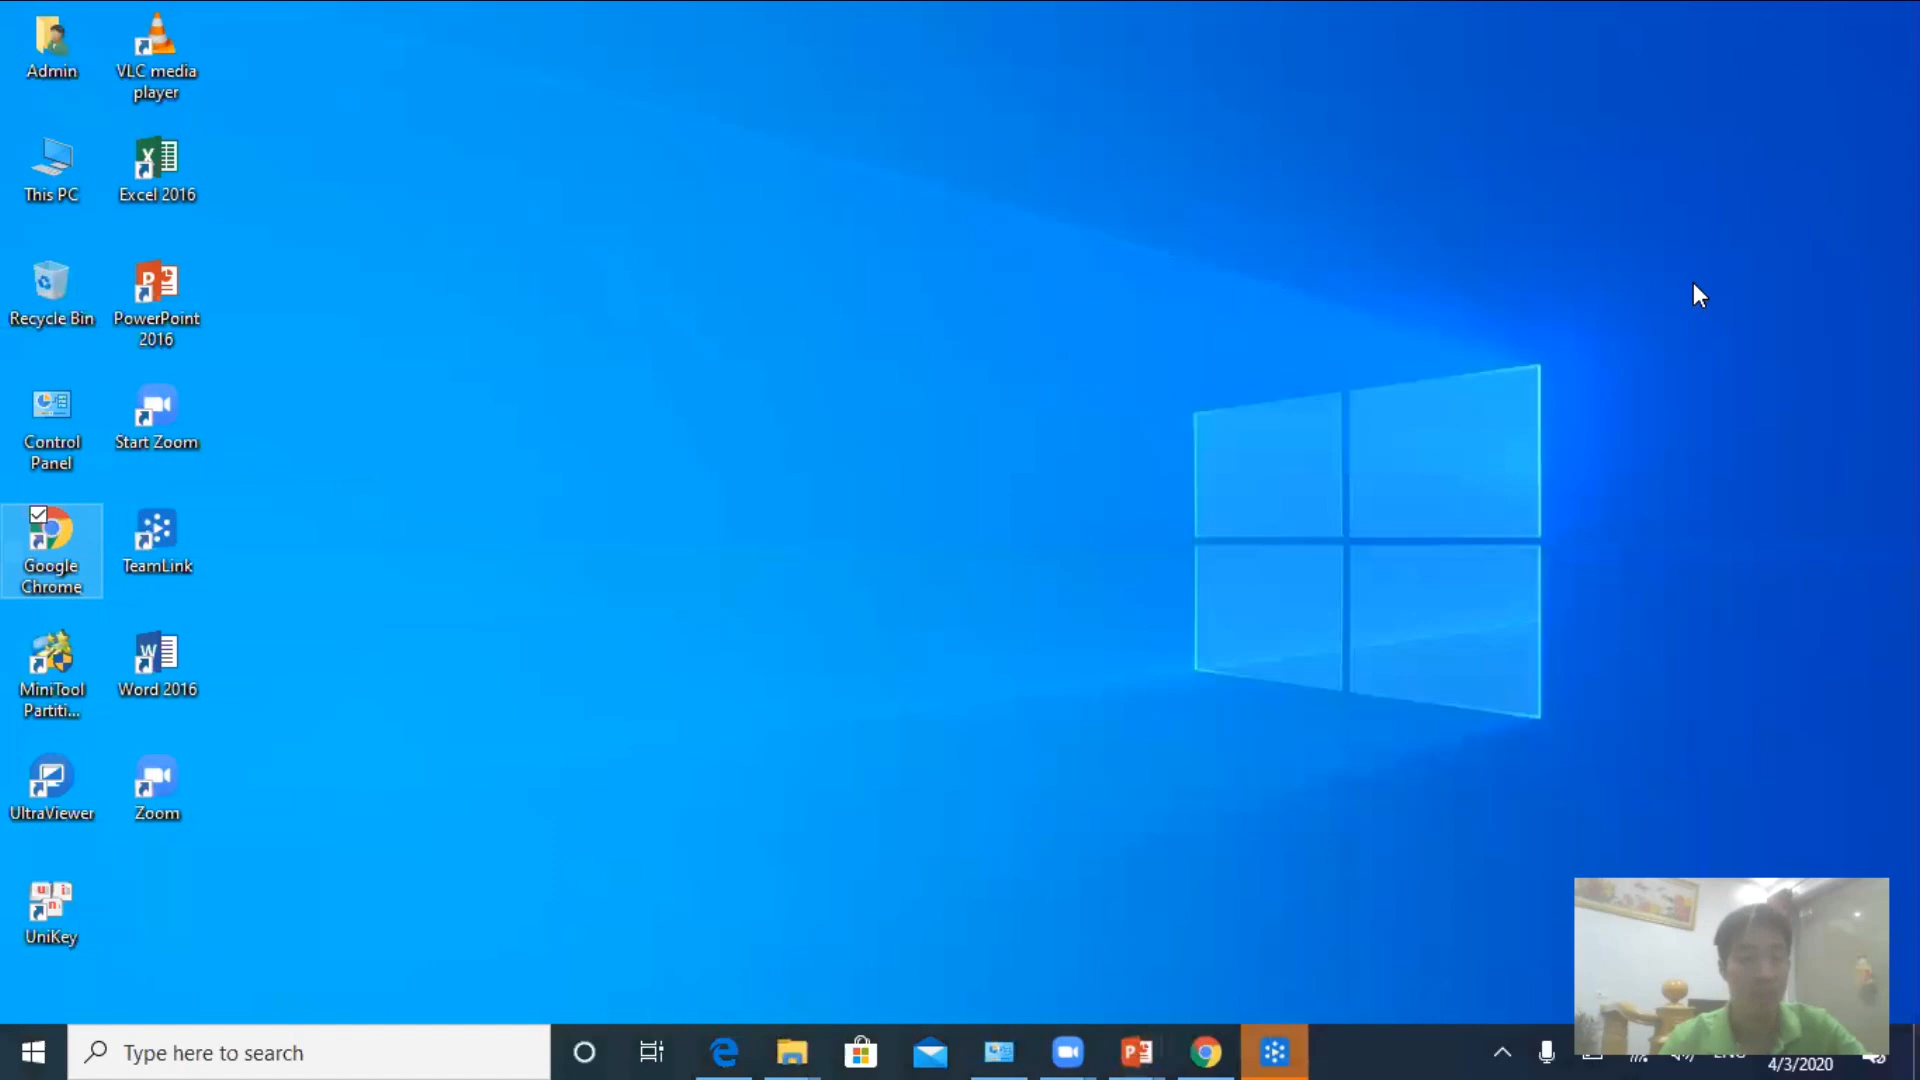 Admin
VLC media
player
This PC
Excel 2016
Recycle Bin
PowerPoint
2016
Control
Panel
Start Zoom
Google
Chrome
TeamLink
MiniTool
Partiti...
Word 2016
UltraViewer
Zoom
UniKey
Type here to search
4/3/2020